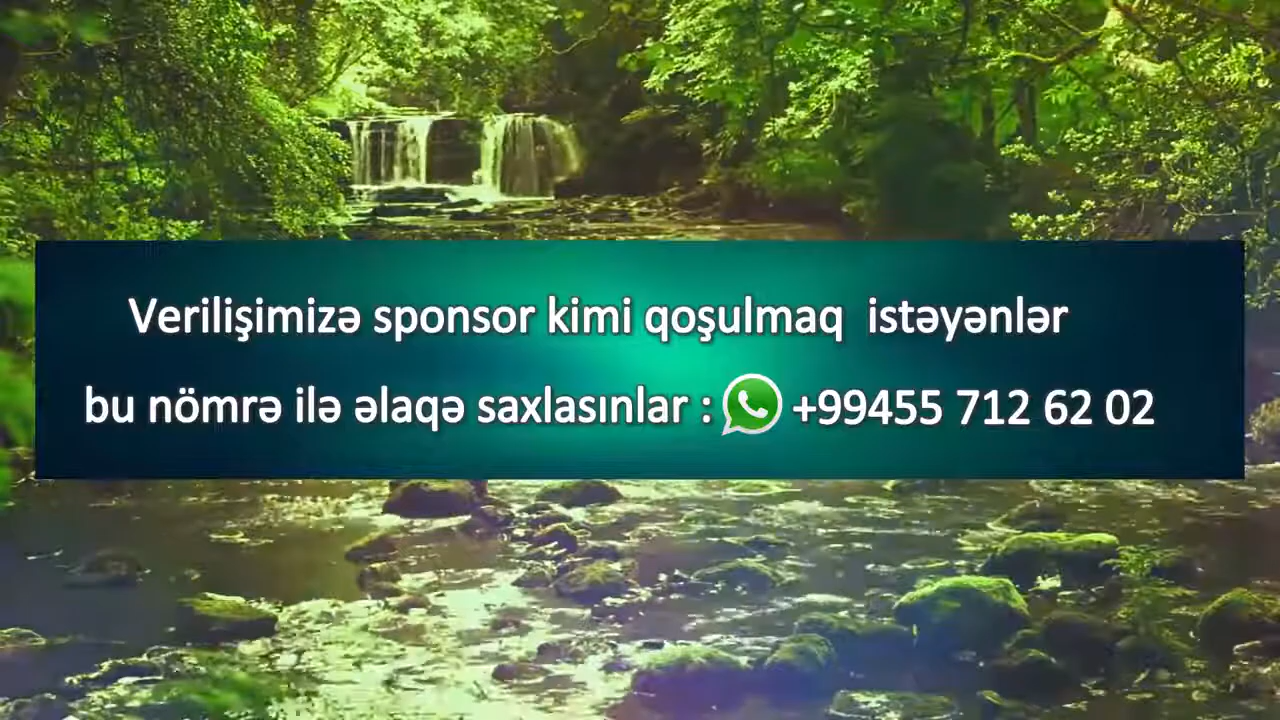 Verilişimizə sponsor kimi qoşulmaq istəyənlər
bu nömrə ilə əlaqə saxlasınlar : +99455 712 62 02